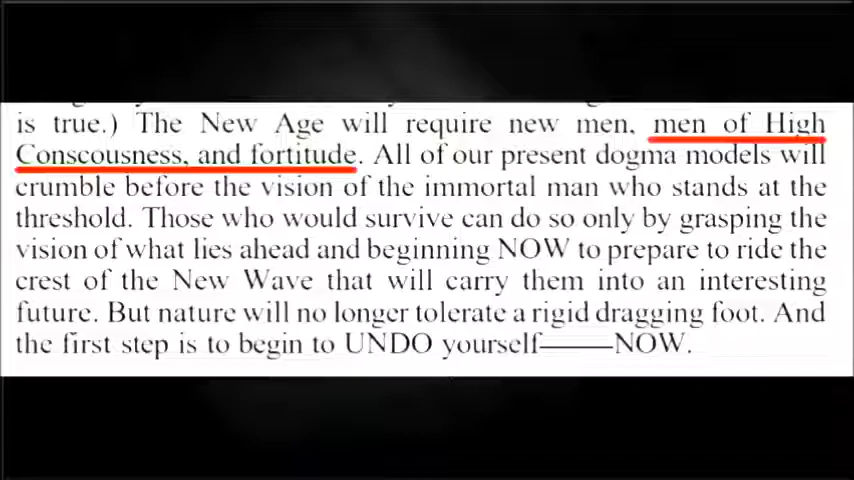 is true.) The New Age will require new men, men of High
Conscousness, and fortitude. All of our present dogma models will
crumble before the vision of the immortal man who stands at the
threshold. Those who would survive can do so only by grasping the
vision of what lies ahead and beginning NOW to prepare to ride the
crest of the New Wave that will carry them into an interesting
future. But nature will no longer tolerate a rigid dragging foot. And
the first step is to begin to UNDO yourself——NOW.